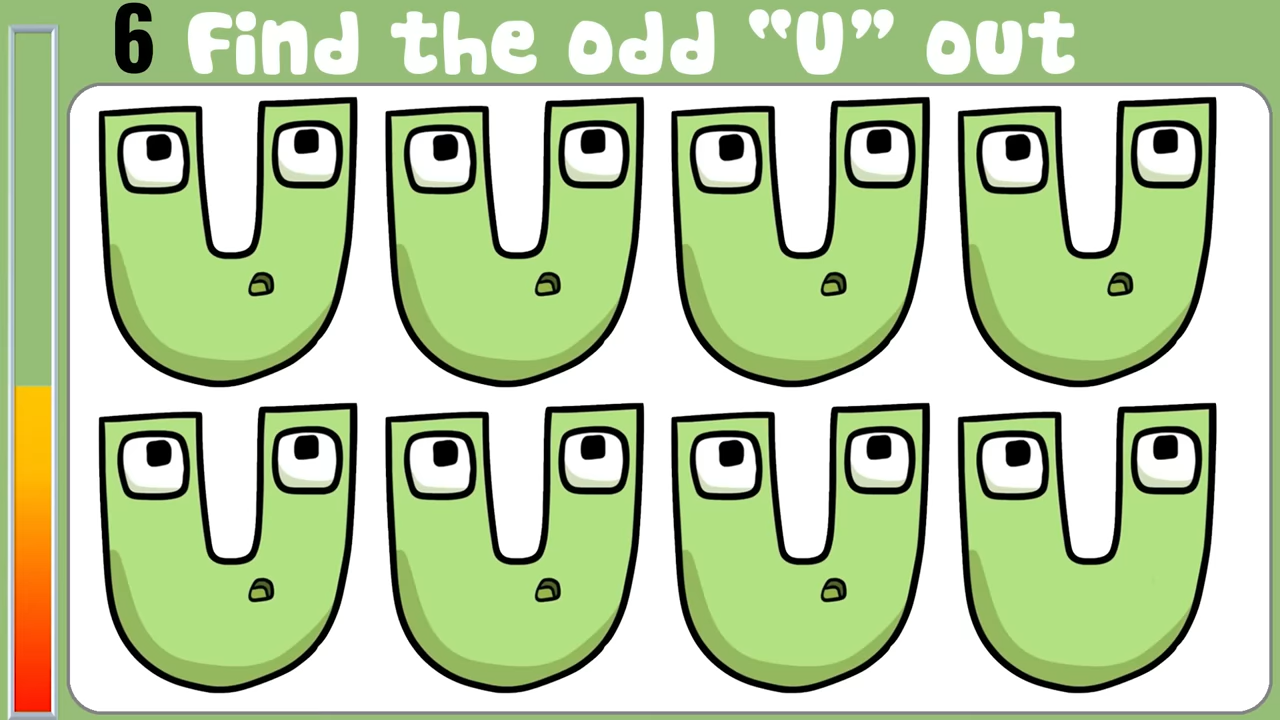 6 Find the odd “U” out